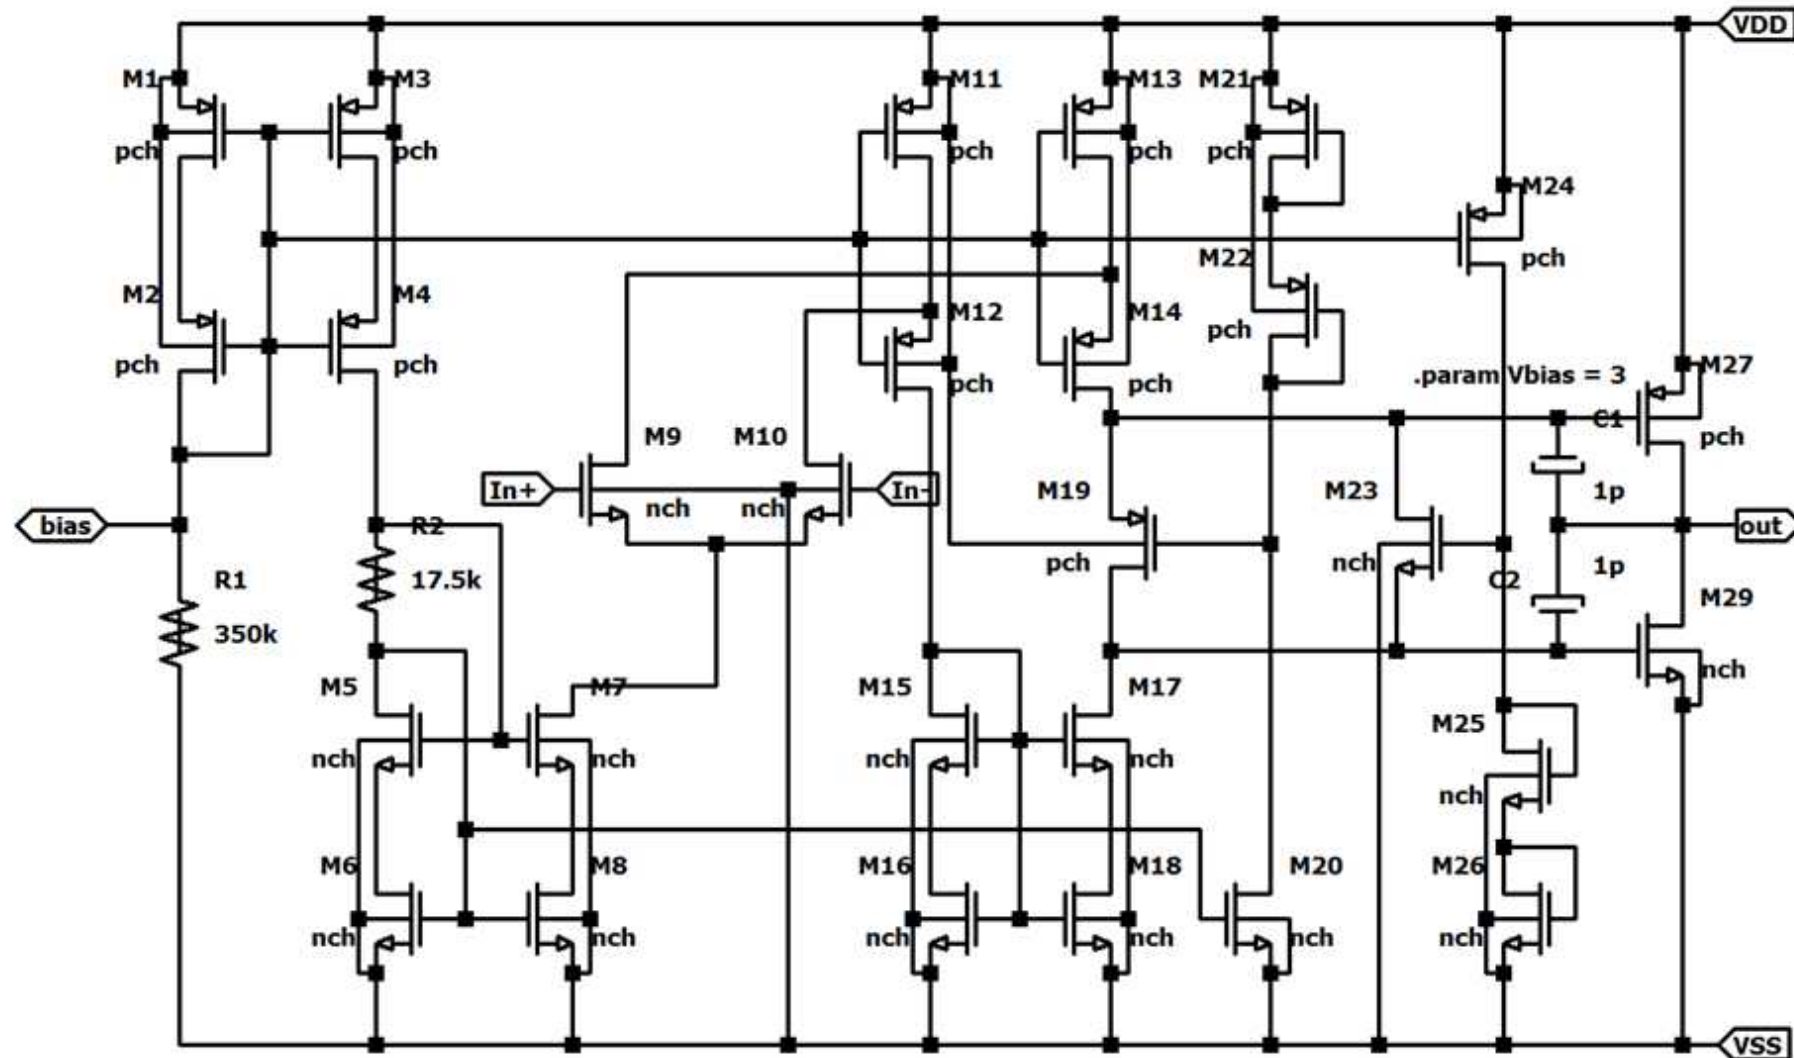 VDD
M1
M3
M11
M13
M21
pch
pch
pch
pch
pch
M24
M22
pch
M2
M4
M12
M14
pch
pch
pch
pch
pch
.param Vbias = 3
M27
C1
pch
M9
M10
In+
nch
nch
In-
M19
M23
1p
bias
R2
out
R1
17.5k
pch
nch
C2
1p
M29
350k
nch
M5
M7
M15
M17
M25
nch
nch
nch
nch
nch
M6
M8
M16
M18
M20
M26
nch
nch
nch
nch
nch
nch
VSS